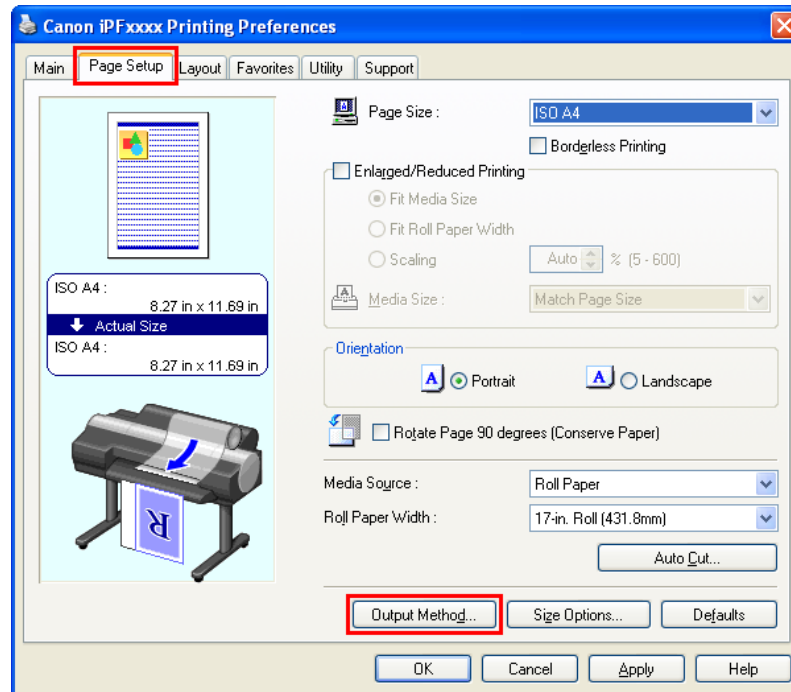 Canon iPFxxxx Printing Preferences
Main Page Setup Layout Favorites Utility Support
Page Size : ISO A4
Borderless Printing
Enlarged/Reduced Printing
Fit Media Size
Fit Roll Paper Width
Scaling Auto % (5 - 600)
Media Size : Match Page Size
ISO A4 :
8.27 in x 11.69 in
Actual Size
ISO A4 :
8.27 in x 11.69 in
Orientation
A Portrait A Landscape
Rotate Page 90 degrees (Conserve Paper)
R
Media Source : Roll Paper
Roll Paper Width : 17-in. Roll (431.8mm)
Auto Cut...
Output Method... Size Options... Defaults
OK Cancel Apply Help